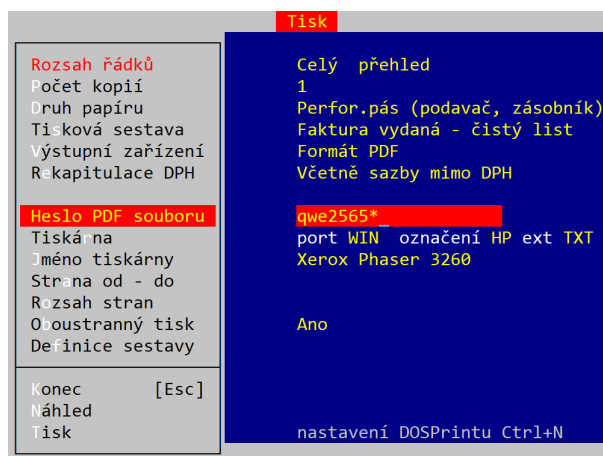 Tisk
Rozsah řádků Celý přehled
Počet kopií 1
Druh papíru Perfor.pás (podavač, zásobník)
Tisková sestava Faktura vydaná - čistý list
Výstupní zařízení Formát PDF
Rekapitulace DPH Včetně sazby mimo DPH
Heslo PDF souboru qwe2565*_
Tiskárna port WIN označení HP ext TXT
Jméno tiskárny Xerox Phaser 3260
Strana od - do
Rozsah stran
Oboustranný tisk Ano
Definice sestavy
Konec [Esc]
Náhled
Tisk nastavení DOSPrintu Ctrl+N